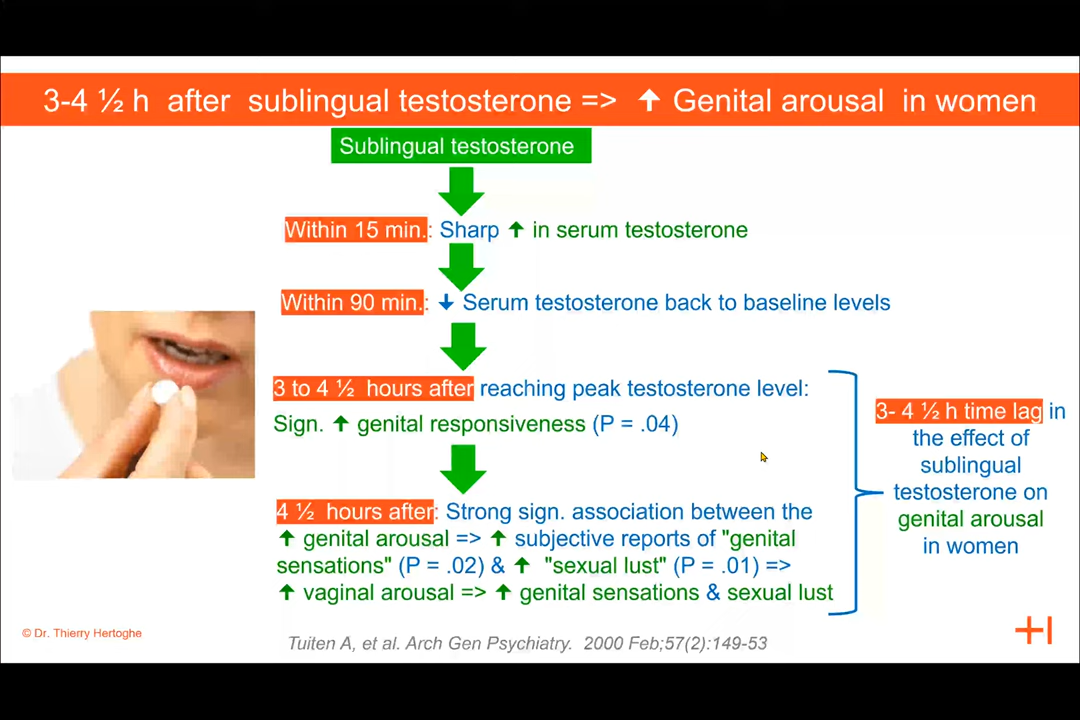 3-4 ½ h after sublingual testosterone => ↑ Genital arousal in women
Sublingual testosterone
Within 15 min.: Sharp ↑ in serum testosterone
Within 90 min.: ↓ Serum testosterone back to baseline levels
3 to 4 ½ hours after reaching peak testosterone level:
Sign. ↑ genital responsiveness (P = .04)
4 ½ hours after: Strong sign. association between the
↑ genital arousal => ↑ subjective reports of "genital
sensations" (P = .02) & ↑ "sexual lust" (P = .01) =>
↑ vaginal arousal => ↑ genital sensations & sexual lust
3- 4 ½ h time lag in
the effect of
sublingual
testosterone on
genital arousal
in women
© Dr. Thierry Hertoghe
Tuiten A, et al. Arch Gen Psychiatry. 2000 Feb;57(2):149-53